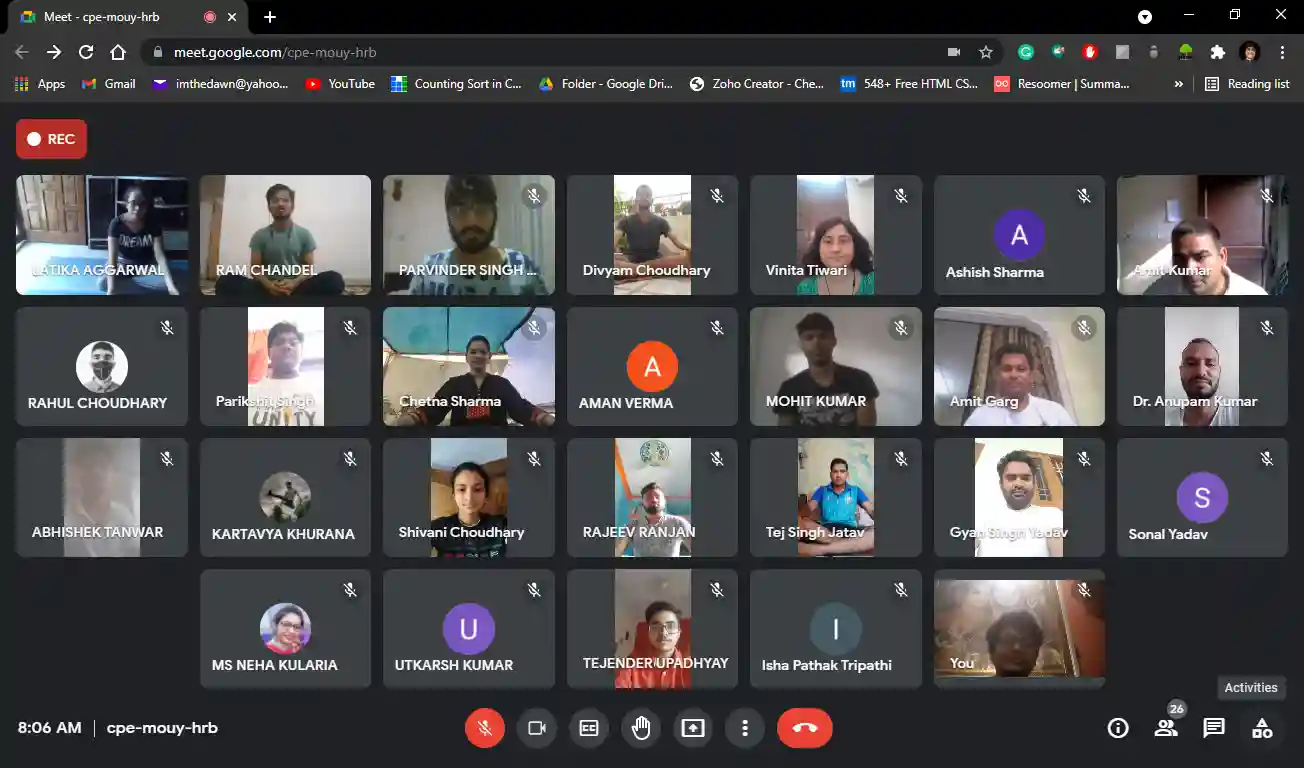 Meet - cpe-mouy-hrb
meet.google.com/cpe-mouy-hrb
Apps Gmail imthedawn@yahoo... YouTube Counting Sort in C... Folder - Google Dri... Zoho Creator - Che... tm 548+ Free HTML CS... Resoomer | Summa... » Reading list
REC
DREAM
LATIKA AGGARWAL RAM CHANDEL PARVINDER SINGH ... Divyam Choudhary Vinita Tiwari A Ashish Sharma Amit Kumar
RAHUL CHOUDHARY Parikshit Singh UNITY Chetna Sharma A AMAN VERMA MOHIT KUMAR Amit Garg Dr. Anupam Kumar
ABHISHEK TANWAR KARTAVYA KHURANA Shivani Choudhary RAJEEV RANJAN Tej Singh Jatav Gyan Singh Yadav S Sonal Yadav
MS NEHA KULARIA U UTKARSH KUMAR TEJENDER UPADHYAY I Isha Pathak Tripathi You
Activities
26
8:06 AM | cpe-mouy-hrb